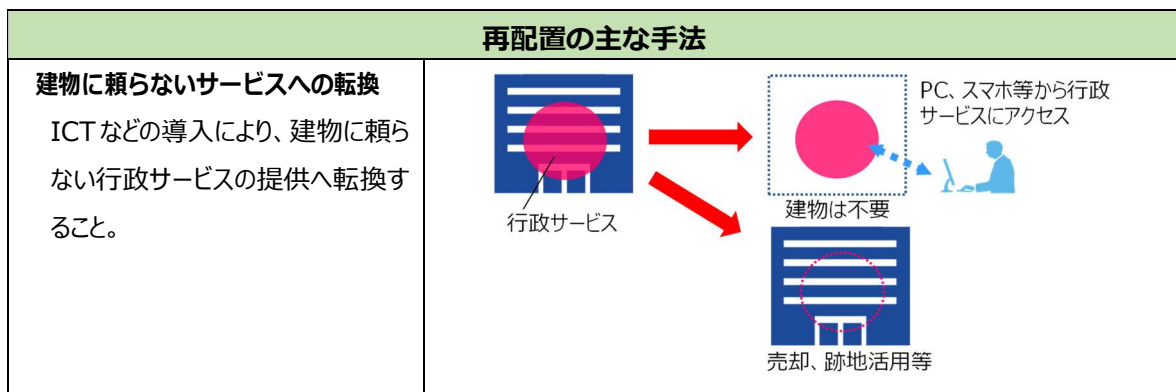 再配置の主な手法
建物に頼らないサービスへの転換
ICTなどの導入により、建物に頼ら
ない行政サービスの提供へ転換す
ること。
行政サービス
PC、スマホ等から行政
サービスにアクセス
建物は不要
売却、跡地活用等